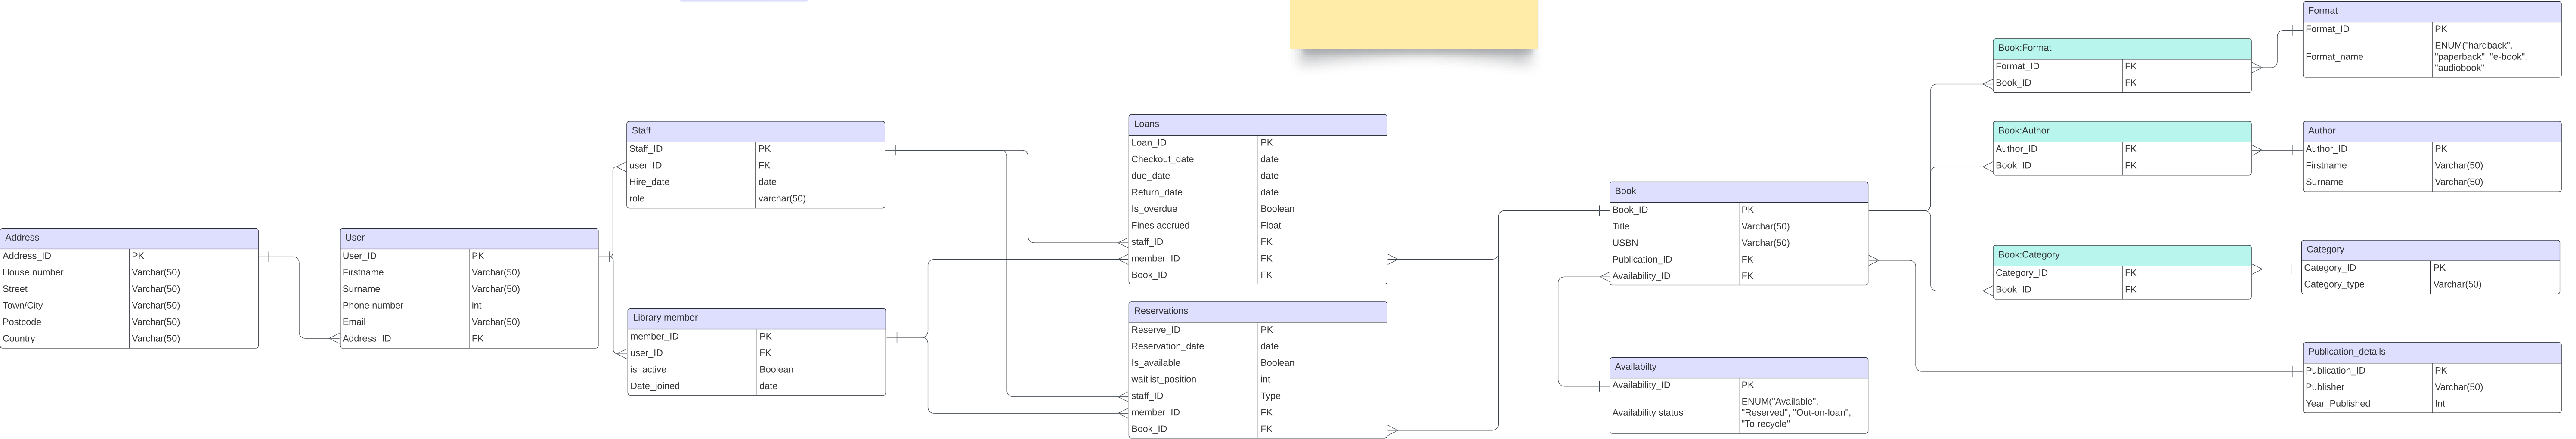 Address
Address_ID PK
House number Varchar(50)
Street Varchar(50)
Town/City Varchar(50)
Postcode Varchar(50)
Country Varchar(50)
User
User_ID PK
Firstname Varchar(50)
Surname Varchar(50)
Phone number int
Email Varchar(50)
Address_ID FK
Staff
Staff_ID PK
user_ID FK
Hire_date date
role varchar(50)
Library member
member_ID PK
user_ID FK
is_active Boolean
Date_joined date
Loans
Loan_ID PK
Checkout_date date
due_date date
Return_date date
Is_overdue Boolean
Fines accrued Float
staff_ID FK
member_ID FK
Book_ID FK
Reservations
Reserve_ID PK
Reservation_date date
Is_available Boolean
waitlist_position int
staff_ID Type
member_ID FK
Book_ID FK
Book
Book_ID PK
Title Varchar(50)
USBN Varchar(50)
Publication_ID FK
Availability_ID FK
Availabilty
Availability_ID PK
Availability status ENUM("Available",
"Reserved", "Out-on-loan",
"To recycle"
Book:Format
Format_ID FK
Book_ID FK
Book:Author
Author_ID FK
Book_ID FK
Book:Category
Category_ID FK
Book_ID FK
Format
Format_ID PK
Format_name ENUM("hardback",
"paperback", "e-book",
"audiobook"
Author
Author_ID PK
Firstname Varchar(50)
Surname Varchar(50)
Category
Category_ID PK
Category_type Varchar(50)
Publication_details
Publication_ID PK
Publisher Varchar(50)
Year_Published Int